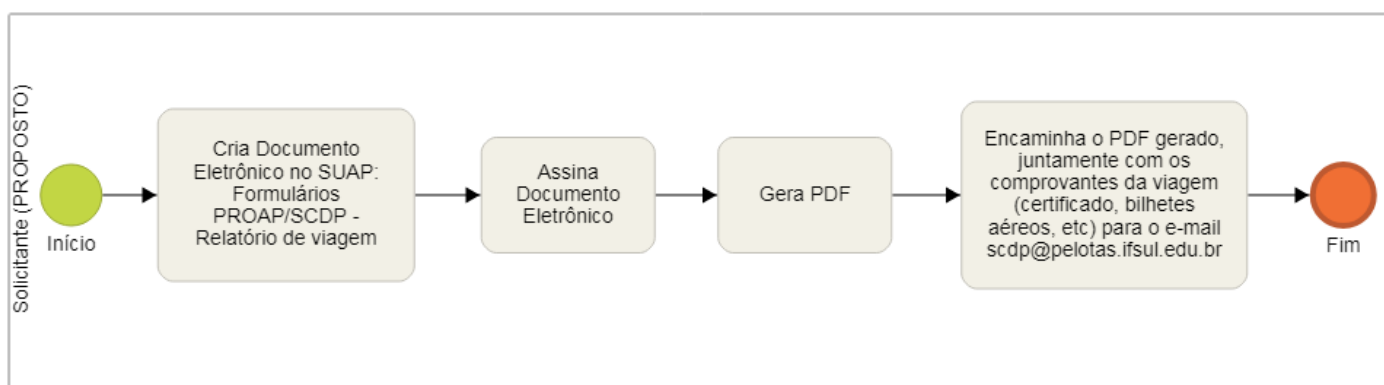 Solicitante (PROPOSTO)
Início
Cria Documento
Eletrônico no SUAP:
Formulários
PROAP/SCDP -
Relatório de viagem
Assina
Documento
Eletrônico
Gera PDF
Encaminha o PDF gerado,
juntamente com os
comprovantes da viagem
(certificado, bilhetes
aéreos, etc) para o e-mail
scdp@pelotas.ifsul.edu.br
Fim